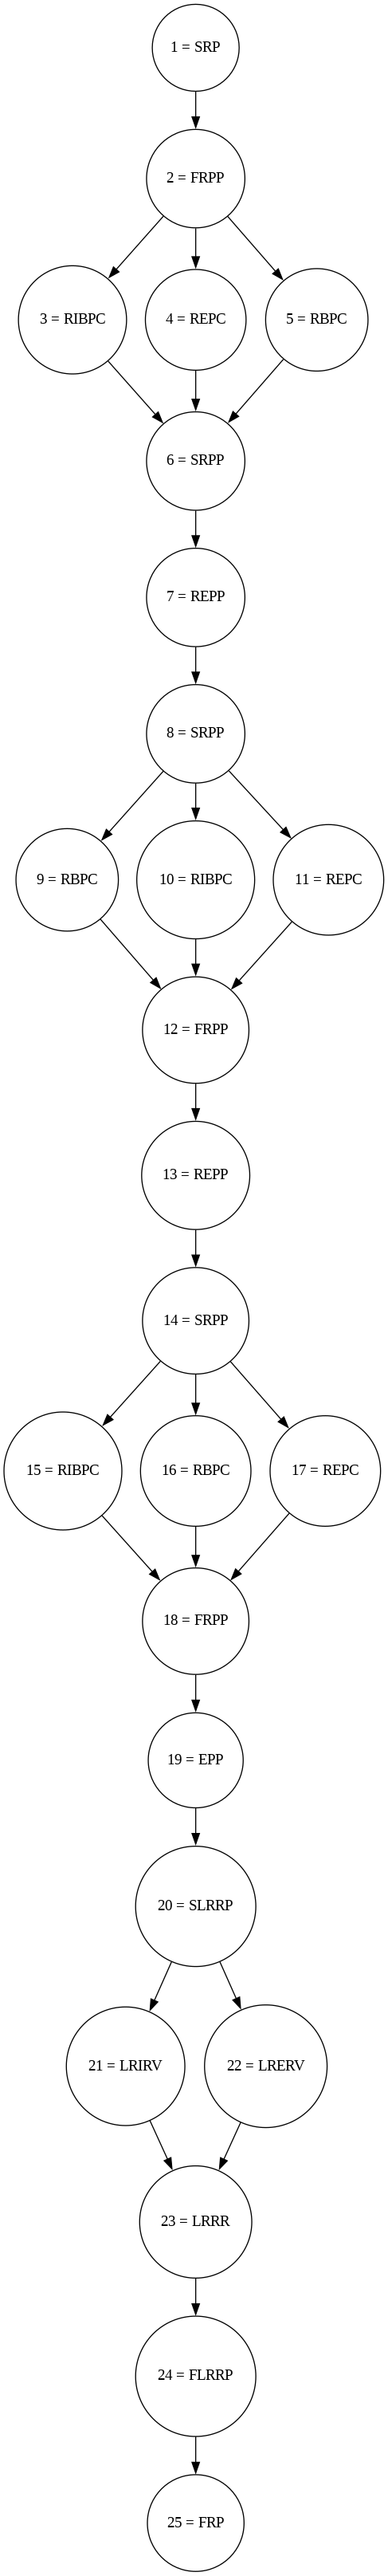 1 = SRP
2 = FRPP
3 = RIBPC
4 = REPC
5 = RBPC
6 = SRPP
7 = REPP
8 = SRPP
9 = RBPC
10 = RIBPC
11 = REPC
12 = FRPP
13 = REPP
14 = SRPP
15 = RIBPC
16 = RBPC
17 = REPC
18 = FRPP
19 = EPP
20 = SLRRP
21 = LRIRV
22 = LRERV
23 = LRRR
24 = FLRRP
25 = FRP